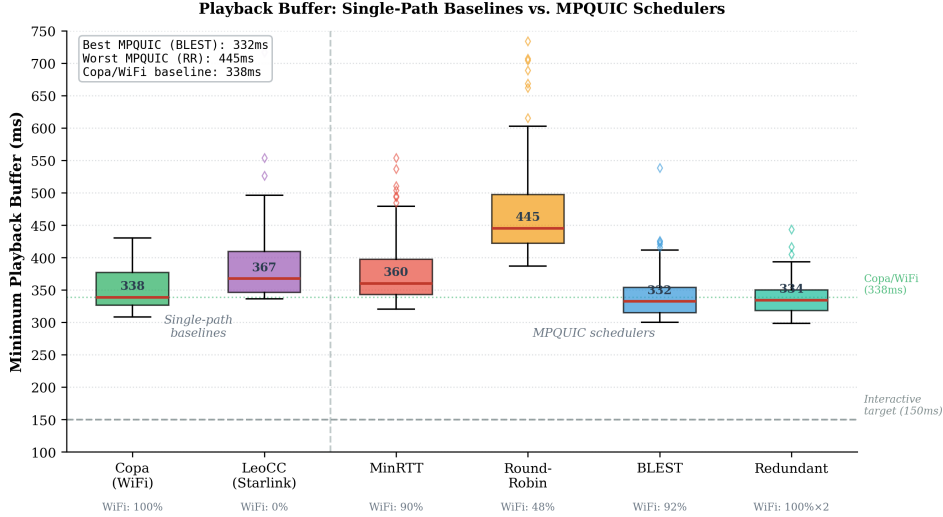 Playback Buffer: Single-Path Baselines vs. MPQUIC Schedulers
Best MPQUIC (BLEST): 332ms
Worst MPQUIC (RR): 445ms
Copa/WiFi baseline: 338ms
Minimum Playback Buffer (ms)
750
700
650
600
550
500
450
400
350
300
250
200
150
100
338
367
360
445
332
334
Single-path
baselines
MPQUIC schedulers
Copa/WiFi
(338ms)
Interactive
target (150ms)
Copa
(WiFi)
LeoCC
(Starlink)
MinRTT
Round-
Robin
BLEST
Redundant
WiFi: 100%
WiFi: 0%
WiFi: 90%
WiFi: 48%
WiFi: 92%
WiFi: 100%×2